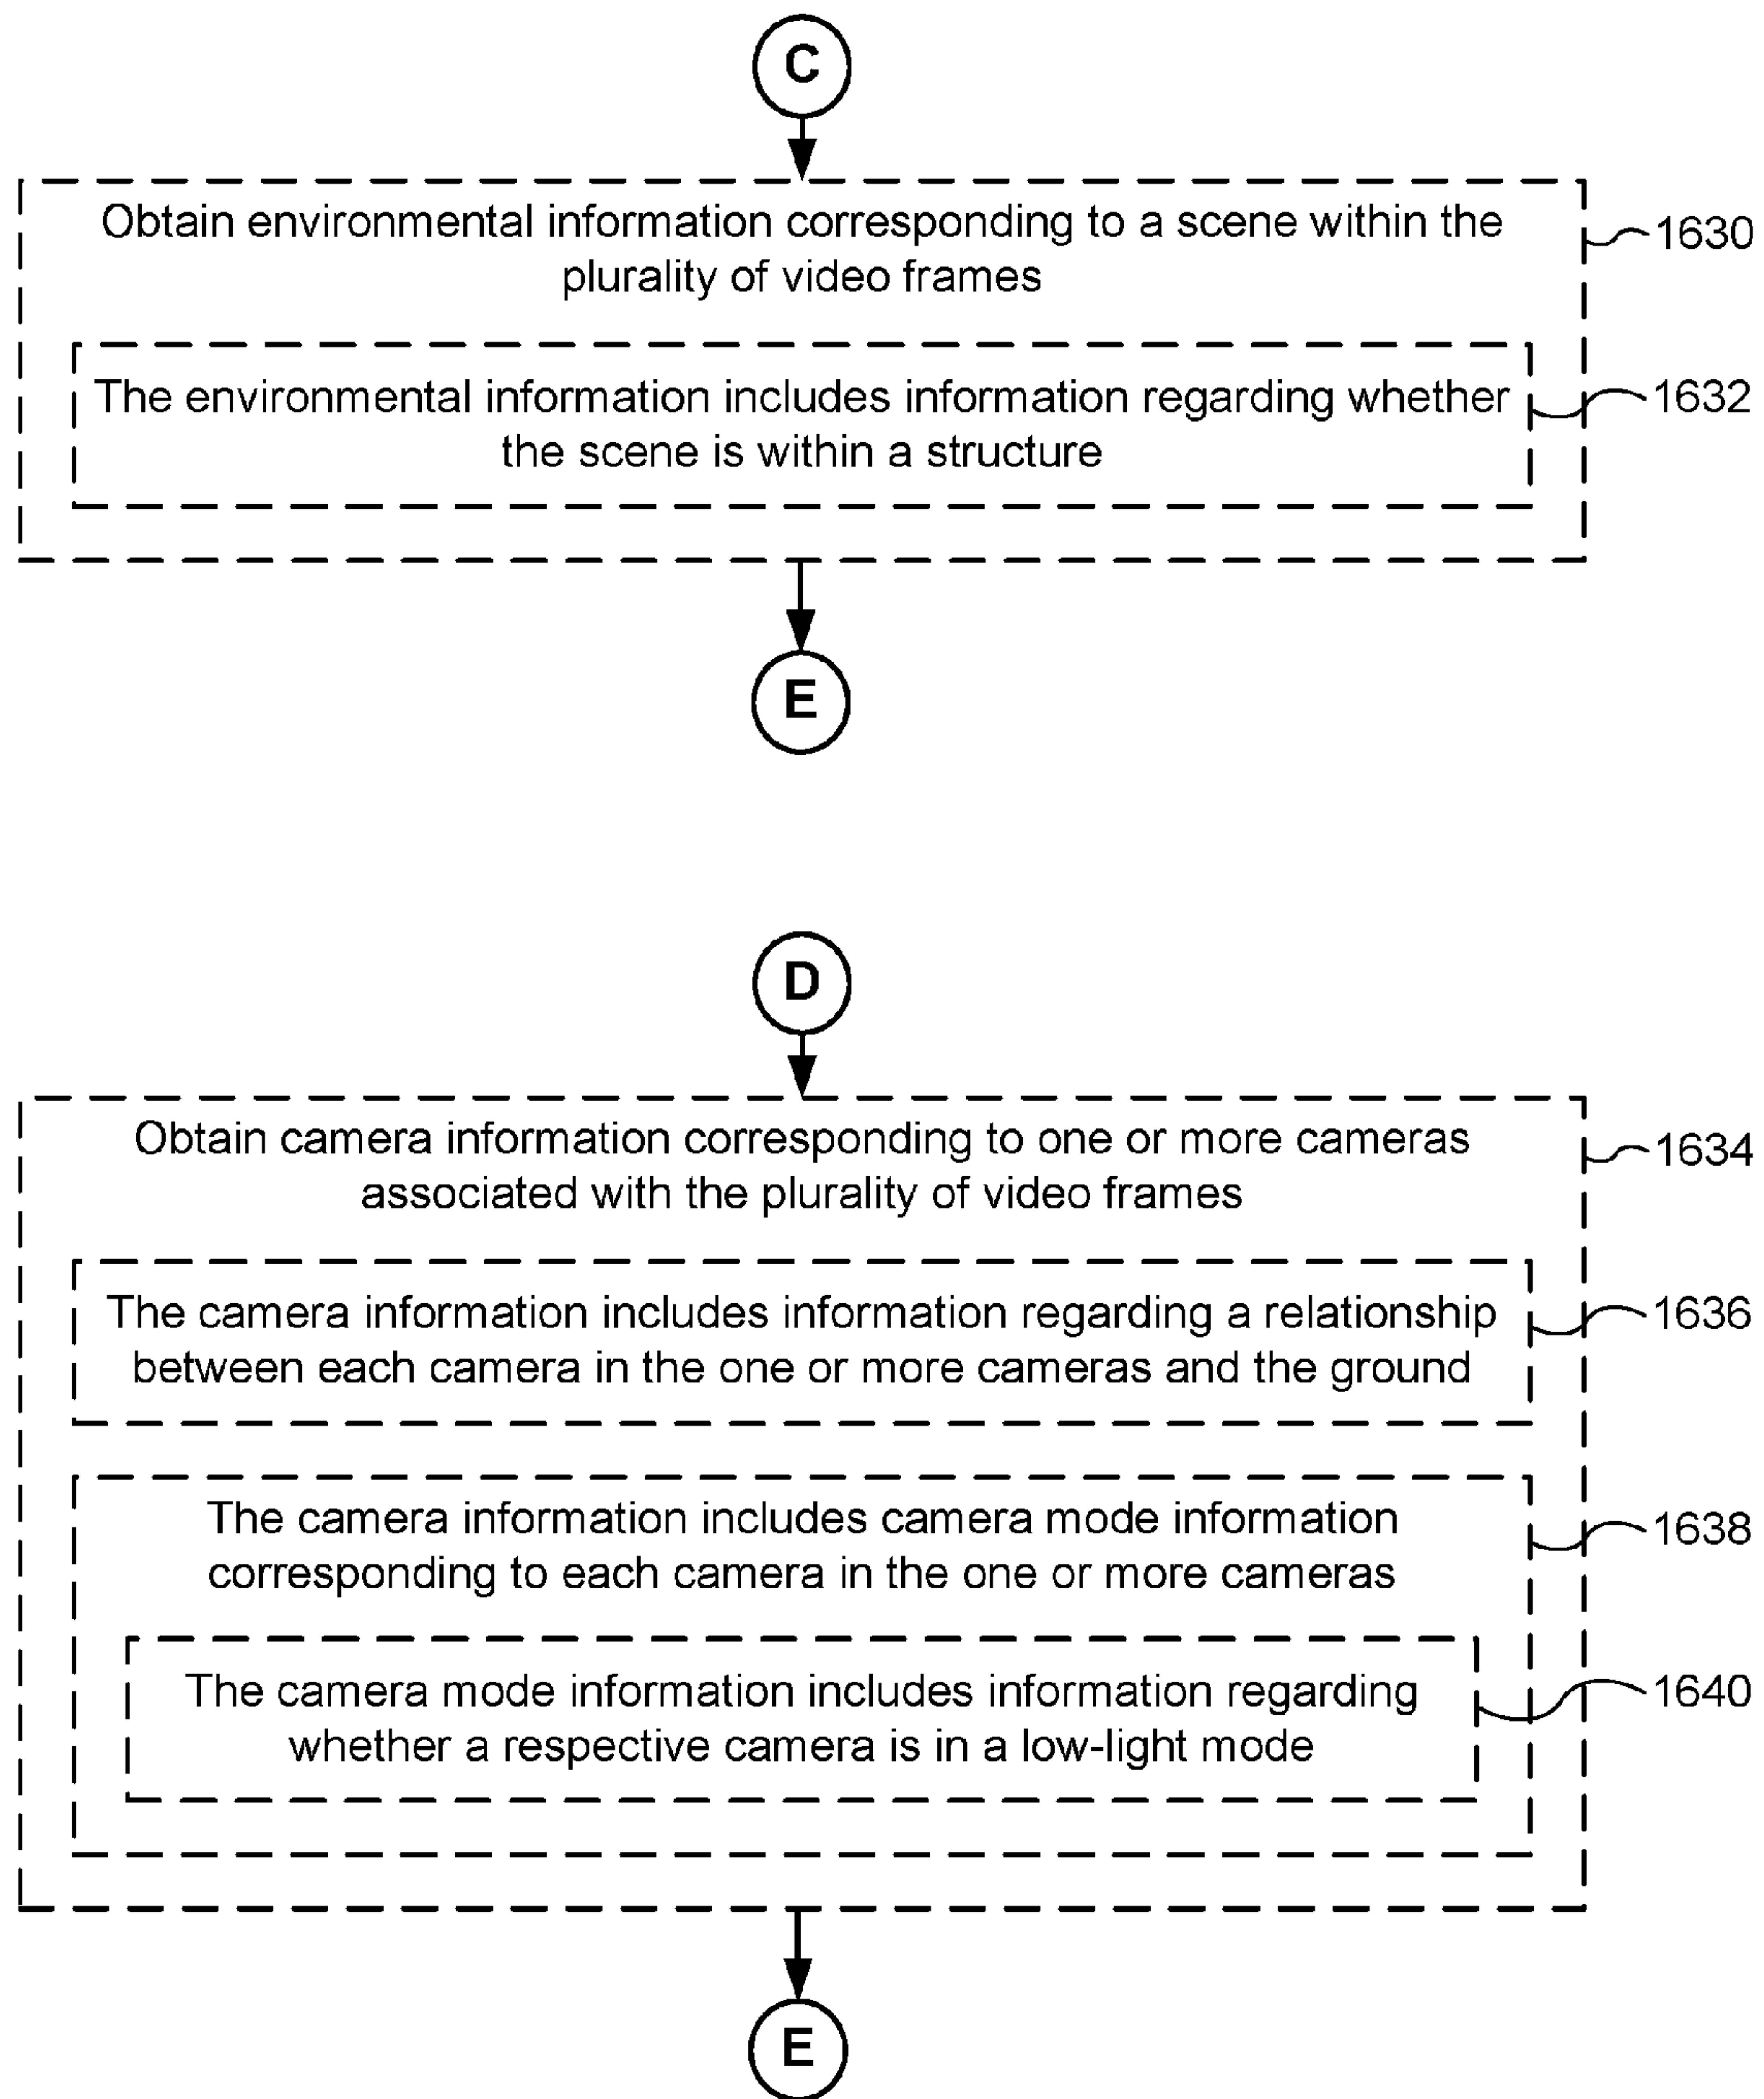 C
Obtain environmental information corresponding to a scene within the
plurality of video frames
1630
The environmental information includes information regarding whether
the scene is within a structure
1632
E
D
Obtain camera information corresponding to one or more cameras
associated with the plurality of video frames
1634
The camera information includes information regarding a relationship
between each camera in the one or more cameras and the ground
1636
The camera information includes camera mode information
corresponding to each camera in the one or more cameras
1638
The camera mode information includes information regarding
whether a respective camera is in a low-light mode
1640
E